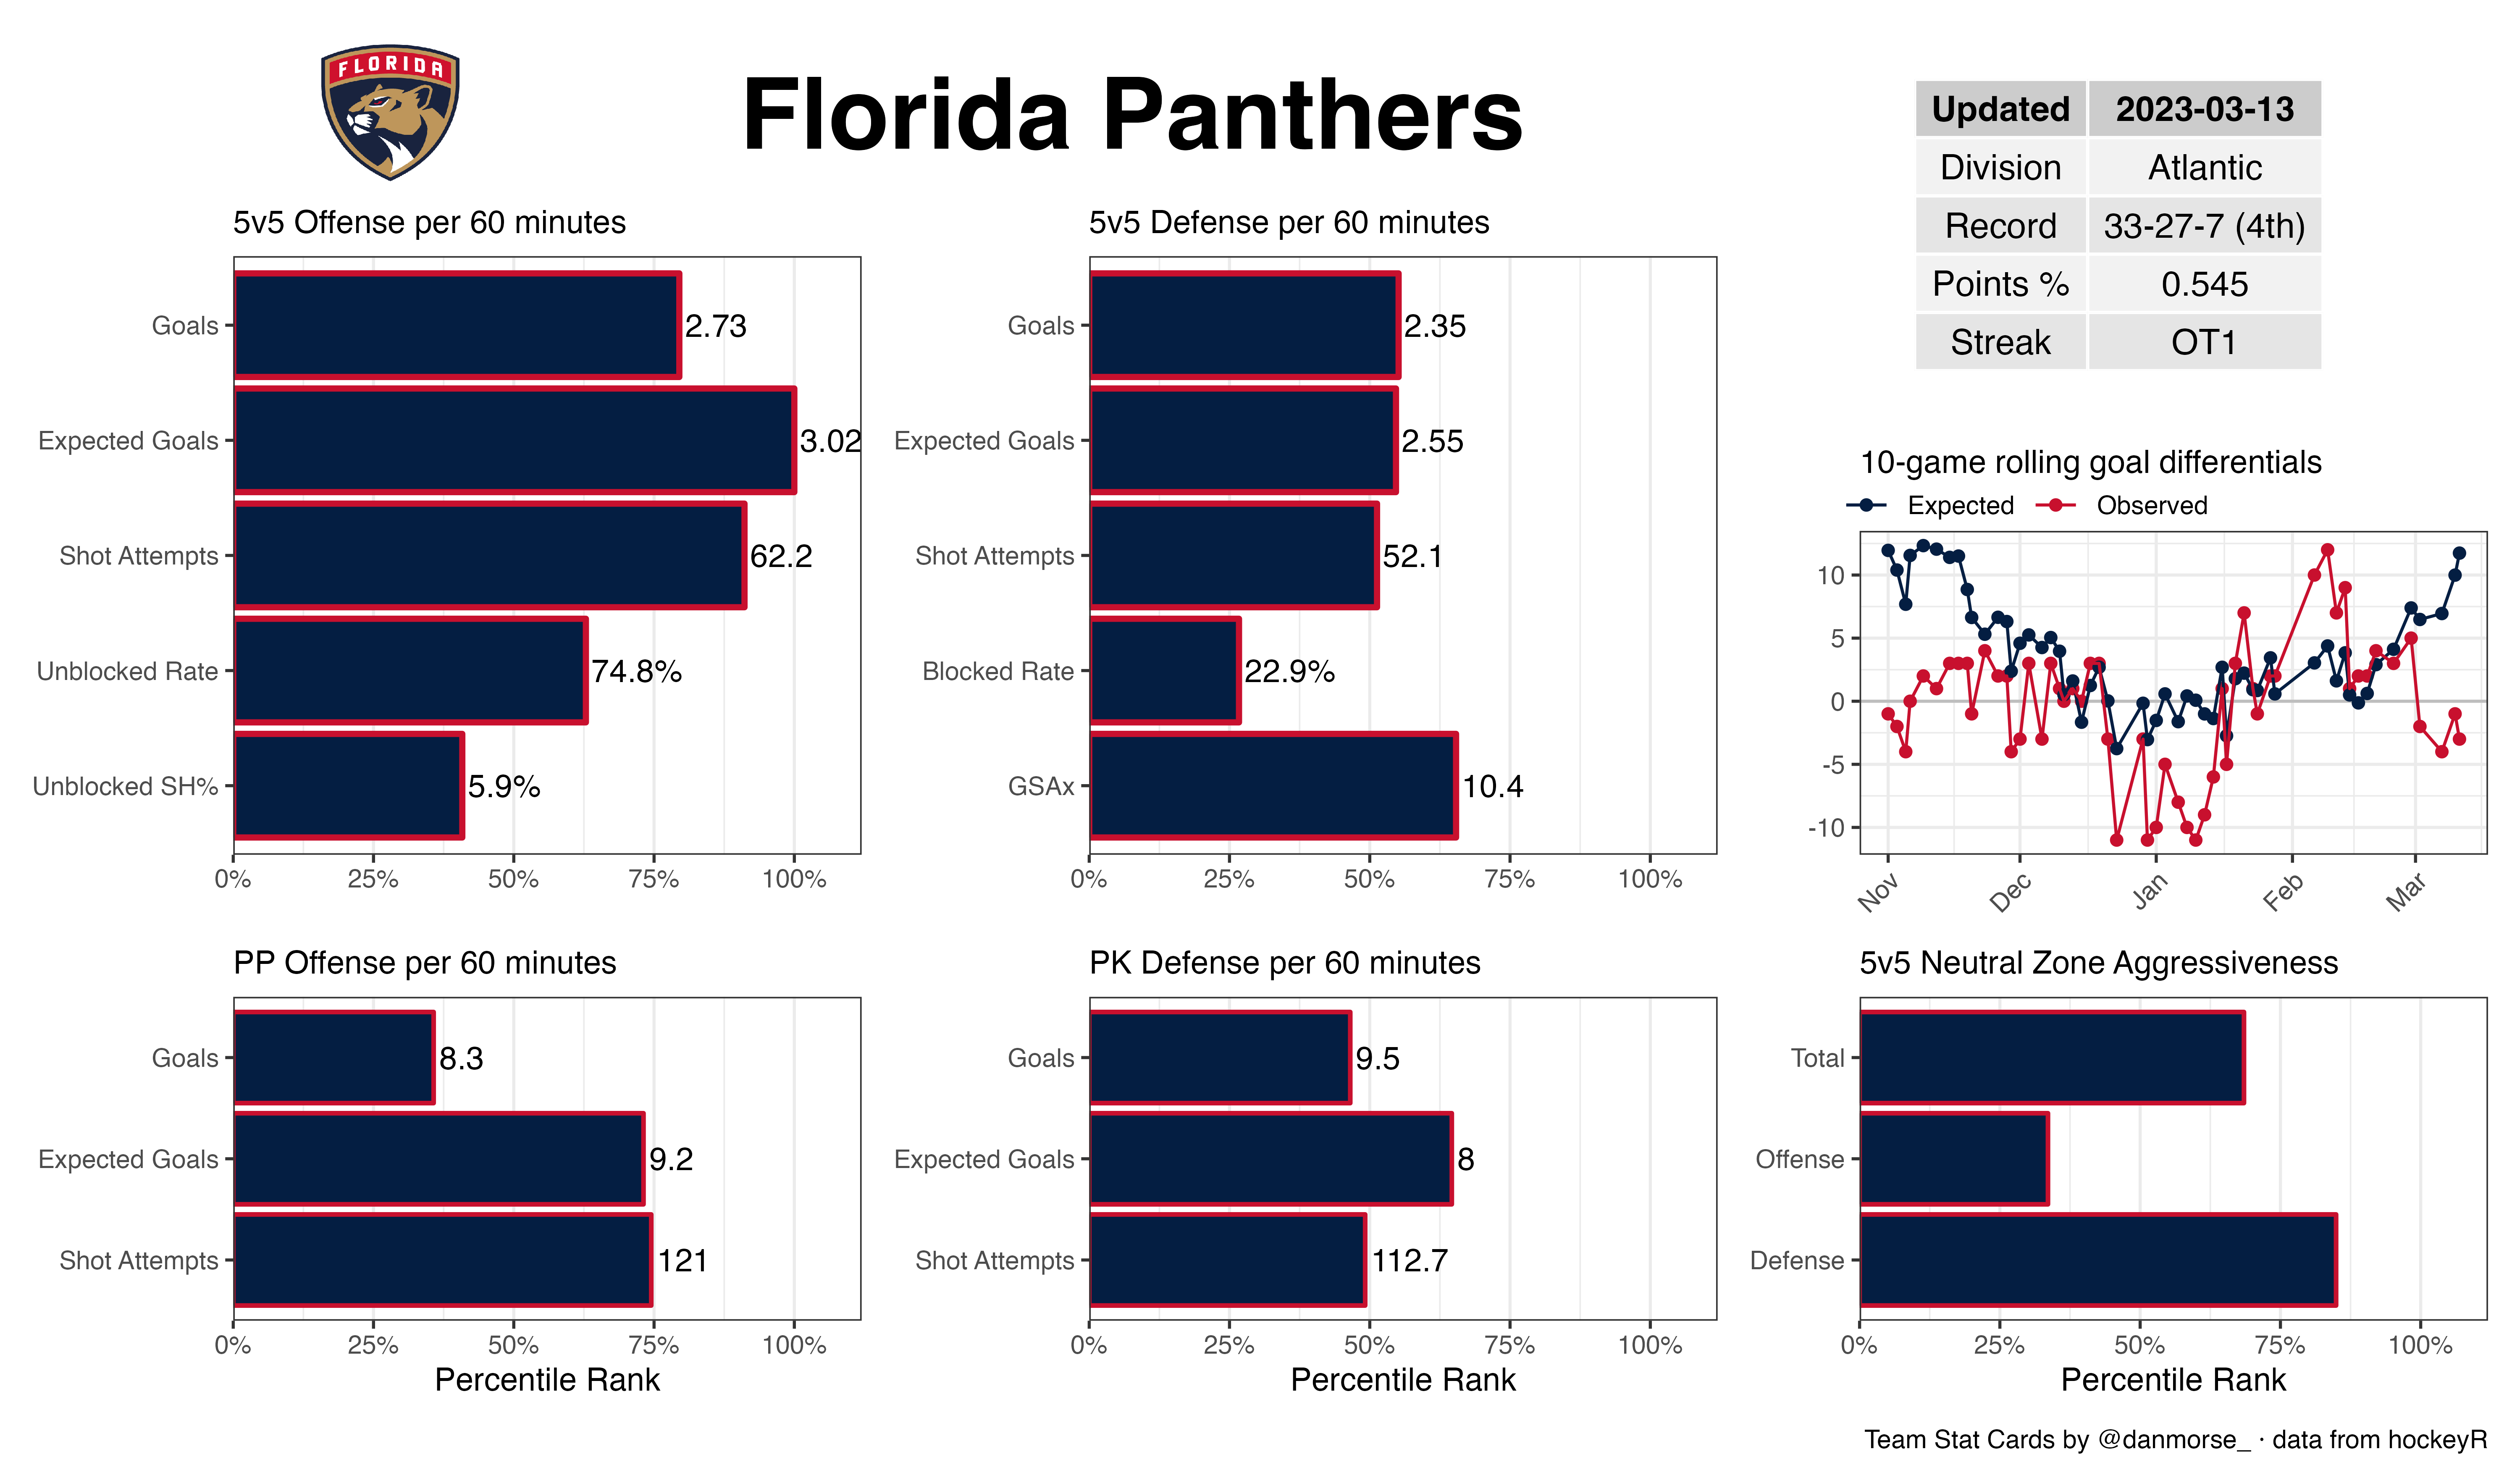 FLORIDA
Florida Panthers
Updated 2023-03-13
Division Atlantic
Record 33-27-7 (4th)
Points % 0.545
Streak OT1
5v5 Offense per 60 minutes
Goals 2.73
Expected Goals 3.02
Shot Attempts 62.2
Unblocked Rate 74.8%
Unblocked SH% 5.9%
0% 25% 50% 75% 100%
5v5 Defense per 60 minutes
Goals 2.35
Expected Goals 2.55
Shot Attempts 52.1
Blocked Rate 22.9%
GSAx 10.4
0% 25% 50% 75% 100%
10-game rolling goal differentials
Expected Observed
10
5
0
-5
-10
Nov Dec Jan Feb Mar
PP Offense per 60 minutes
Goals 8.3
Expected Goals 9.2
Shot Attempts 121
0% 25% 50% 75% 100%
Percentile Rank
PK Defense per 60 minutes
Goals 9.5
Expected Goals 8
Shot Attempts 112.7
0% 25% 50% 75% 100%
Percentile Rank
5v5 Neutral Zone Aggressiveness
Total
Offense
Defense
0% 25% 50% 75% 100%
Percentile Rank
Team Stat Cards by @danmorse_ · data from hockeyR